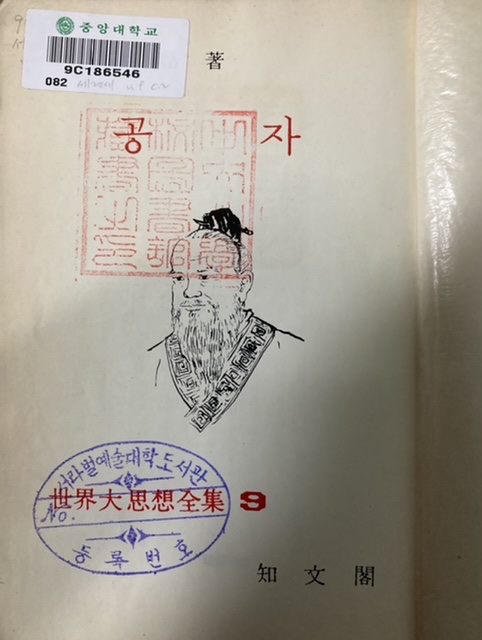 중앙대학교
9C186546
082
著
공 자
서라벌예술대학도서관
世界大思想全集 9
No.
등록번호
知文閣